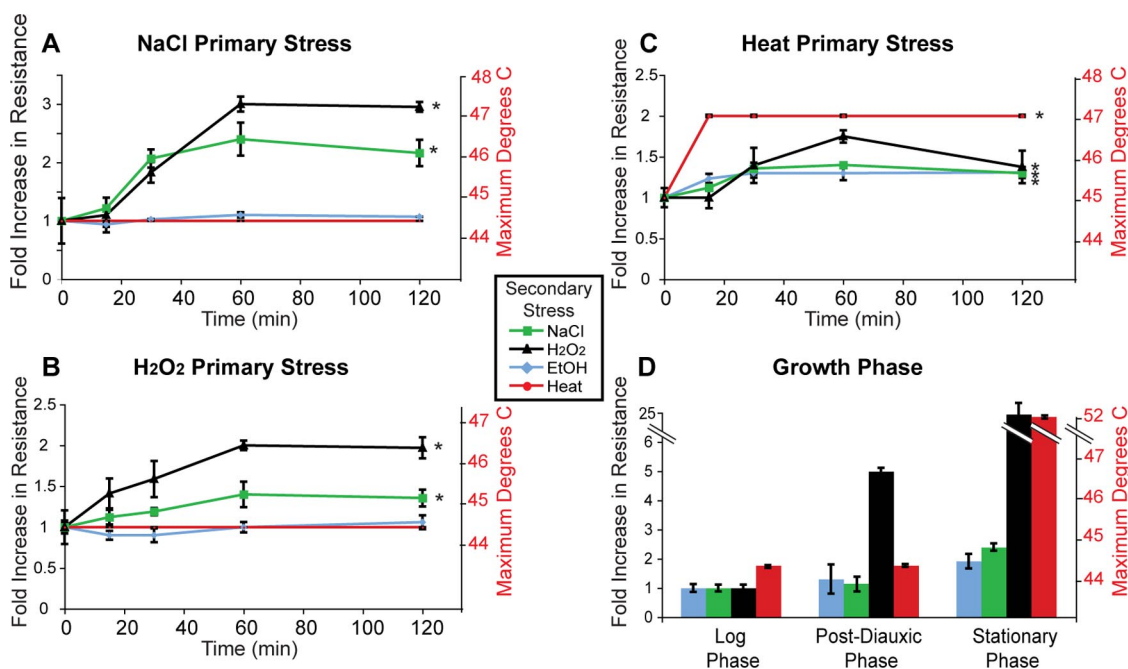 A
NaCl Primary Stress
Fold Increase in Resistance
3
2
1
0
48
47
46
45
44
Maximum Degrees C
*
*
0 20 40 60 80 100 120
Time (min)
B
H2O2 Primary Stress
Fold Increase in Resistance
2.5
2
1.5
1
0.5
0
47
46
45
44
Maximum Degrees C
*
*
0 20 40 60 80 100 120
Time (min)
Secondary
Stress
NaCl
H2O2
EtOH
Heat
C
Heat Primary Stress
Fold Increase in Resistance
2.5
2
1.5
1
0.5
0
48
47
46
45
44
Maximum Degrees C
*
*
*
*
0 20 40 60 80 100 120
Time (min)
D
Growth Phase
Fold Increase in Resistance
25
6
5
4
3
2
1
0
52
47
46
45
44
Maximum Degrees C
Log
Phase
Post-Diauxic
Phase
Stationary
Phase